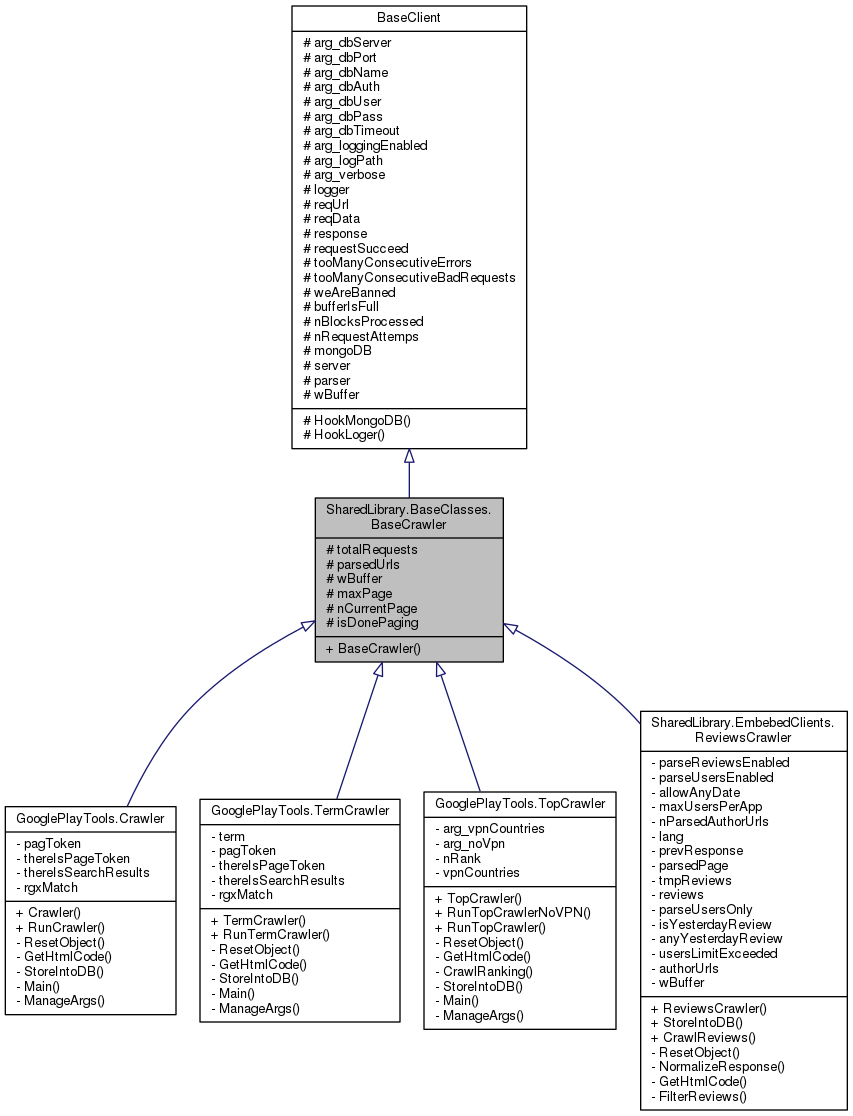 BaseClient
# arg_dbServer
# arg_dbPort
# arg_dbName
# arg_dbAuth
# arg_dbUser
# arg_dbPass
# arg_dbTimeout
# arg_loggingEnabled
# arg_logPath
# arg_verbose
# logger
# reqUrl
# reqData
# response
# requestSucceed
# tooManyConsecutiveErrors
# tooManyConsecutiveBadRequests
# weAreBanned
# bufferIsFull
# nBlocksProcessed
# nRequestAttemps
# mongoDB
# server
# parser
# wBuffer
# HookMongoDB()
# HookLoger()
SharedLibrary.BaseClasses.
BaseCrawler
# totalRequests
# parsedUrls
# wBuffer
# maxPage
# nCurrentPage
# isDonePaging
+ BaseCrawler()
GooglePlayTools.Crawler
- pagToken
- thereIsPageToken
- thereIsSearchResults
- rgxMatch
+ Crawler()
+ RunCrawler()
- ResetObject()
- GetHtmlCode()
- StoreIntoDB()
- Main()
- ManageArgs()
GooglePlayTools.TermCrawler
- term
- pagToken
- thereIsPageToken
- thereIsSearchResults
- rgxMatch
+ TermCrawler()
+ RunTermCrawler()
- ResetObject()
- GetHtmlCode()
- StoreIntoDB()
- Main()
- ManageArgs()
GooglePlayTools.TopCrawler
- arg_vpnCountries
- arg_noVpn
- nRank
- vpnCountries
+ TopCrawler()
+ RunTopCrawlerNoVPN()
+ RunTopCrawler()
- ResetObject()
- GetHtmlCode()
- CrawlRanking()
- StoreIntoDB()
- Main()
- ManageArgs()
SharedLibrary.EmbebedClients.
ReviewsCrawler
- parseReviewsEnabled
- parseUsersEnabled
- allowAnyDate
- maxUsersPerApp
- nParsedAuthorUrls
- lang
- prevResponse
- parsedPage
- tmpReviews
- reviews
- parseUsersOnly
- isYesterdayReview
- anyYesterdayReview
- usersLimitExceeded
- authorUrls
- wBuffer
+ ReviewsCrawler()
+ StoreIntoDB()
+ CrawlReviews()
- ResetObject()
- NormalizeResponse()
- GetHtmlCode()
- FilterReviews()